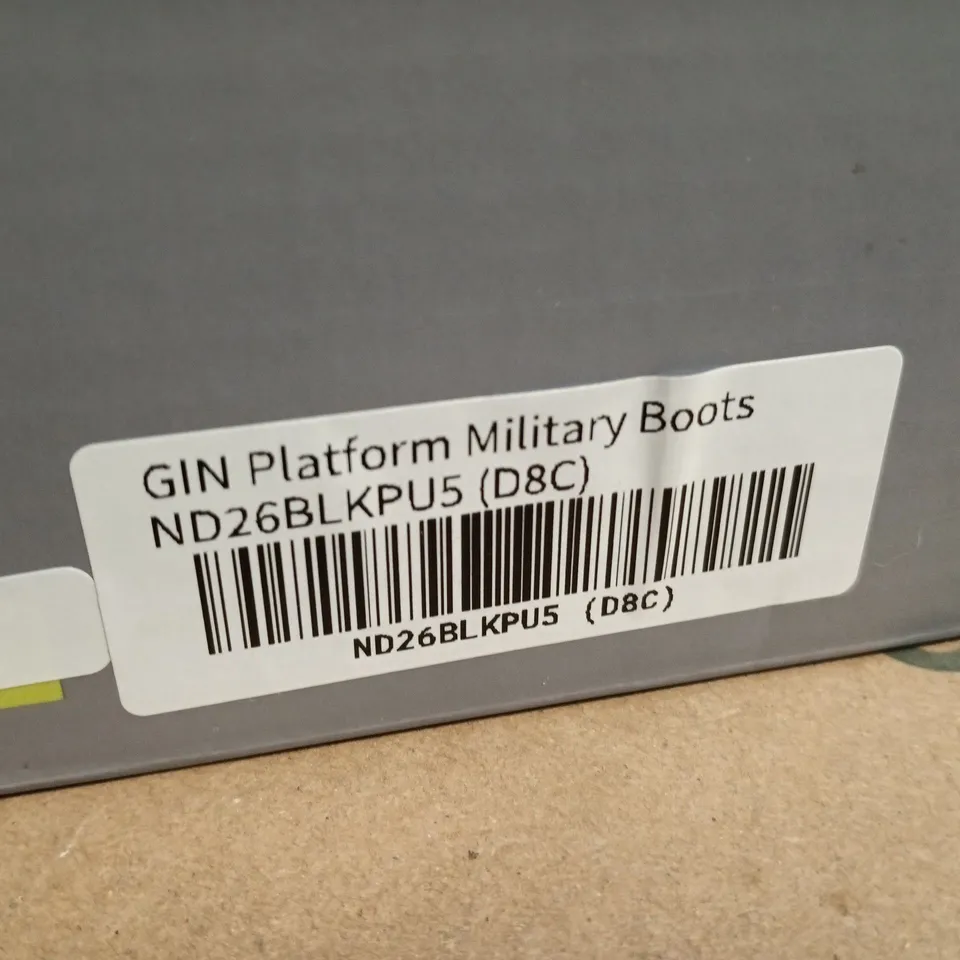 GIN Platform Military Boots
ND26BLKPU5 (D8C)
ND26BLKPU5 (D8C)